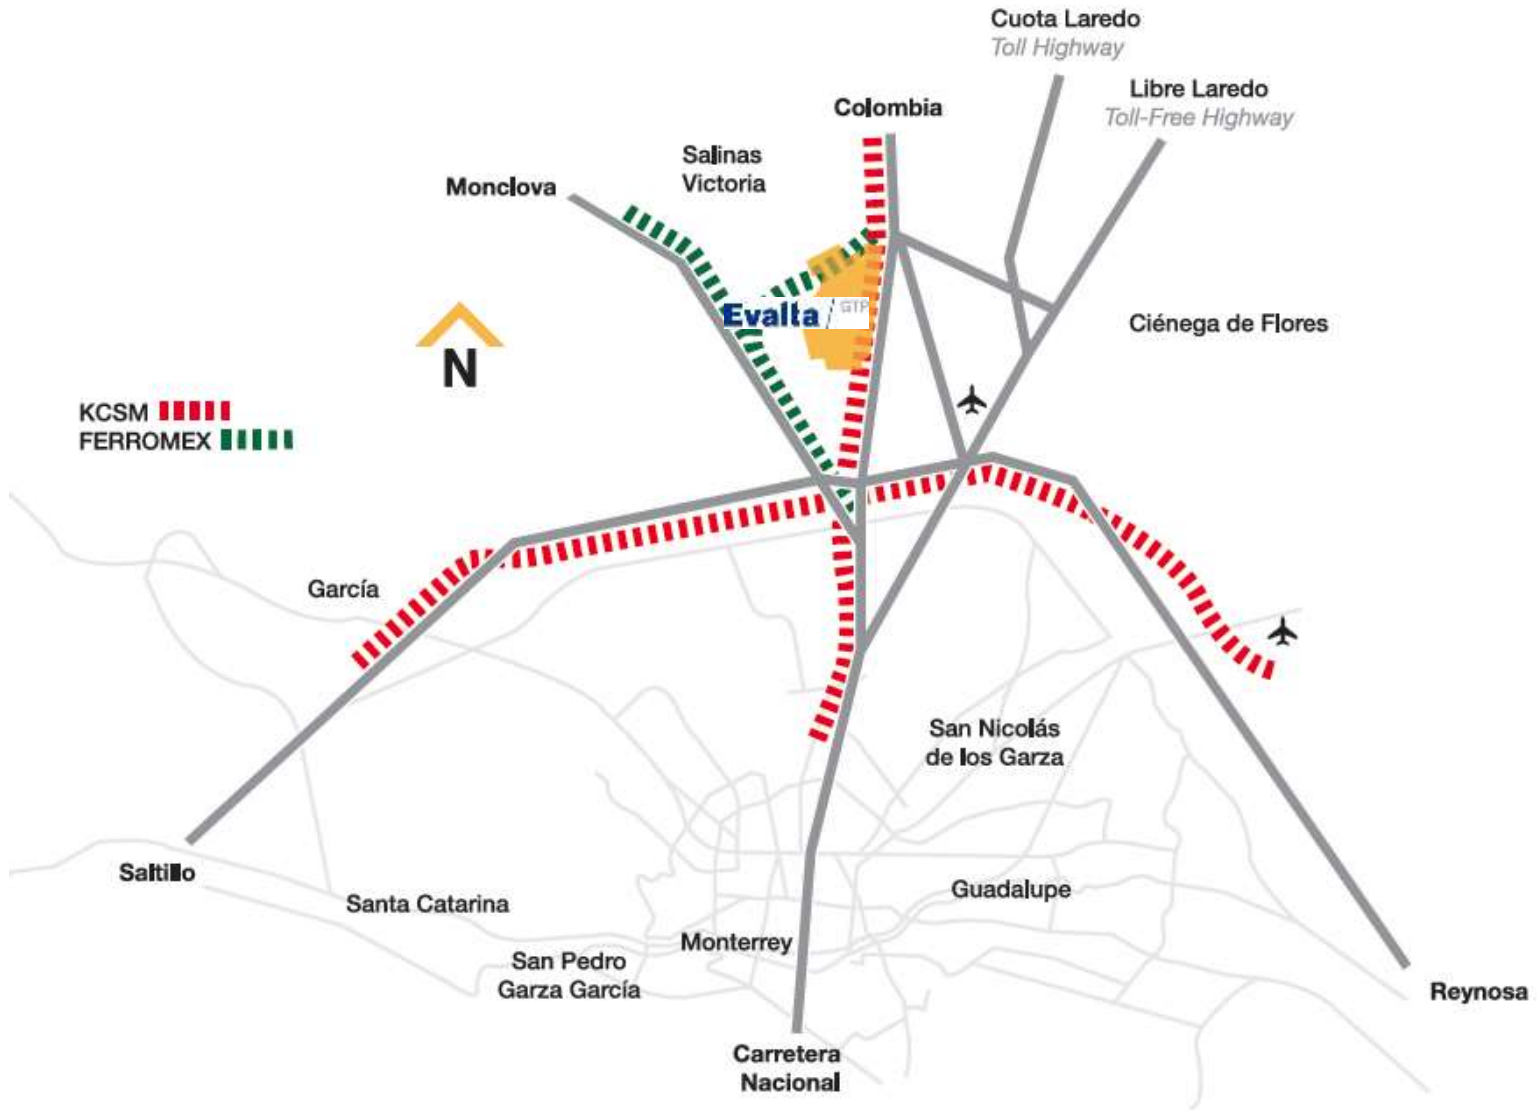 Cuota Laredo
Toll Highway
Libre Laredo
Toll-Free Highway
Colombia
Salinas
Victoria
Monclova
Evalta / GTP
Ciénega de Flores
N
KCSM
FERROMEX
García
San Nicolás
de los Garza
Saltillo
Santa Catarina
Guadalupe
Monterrey
San Pedro
Garza García
Reynosa
Carretera
Nacional